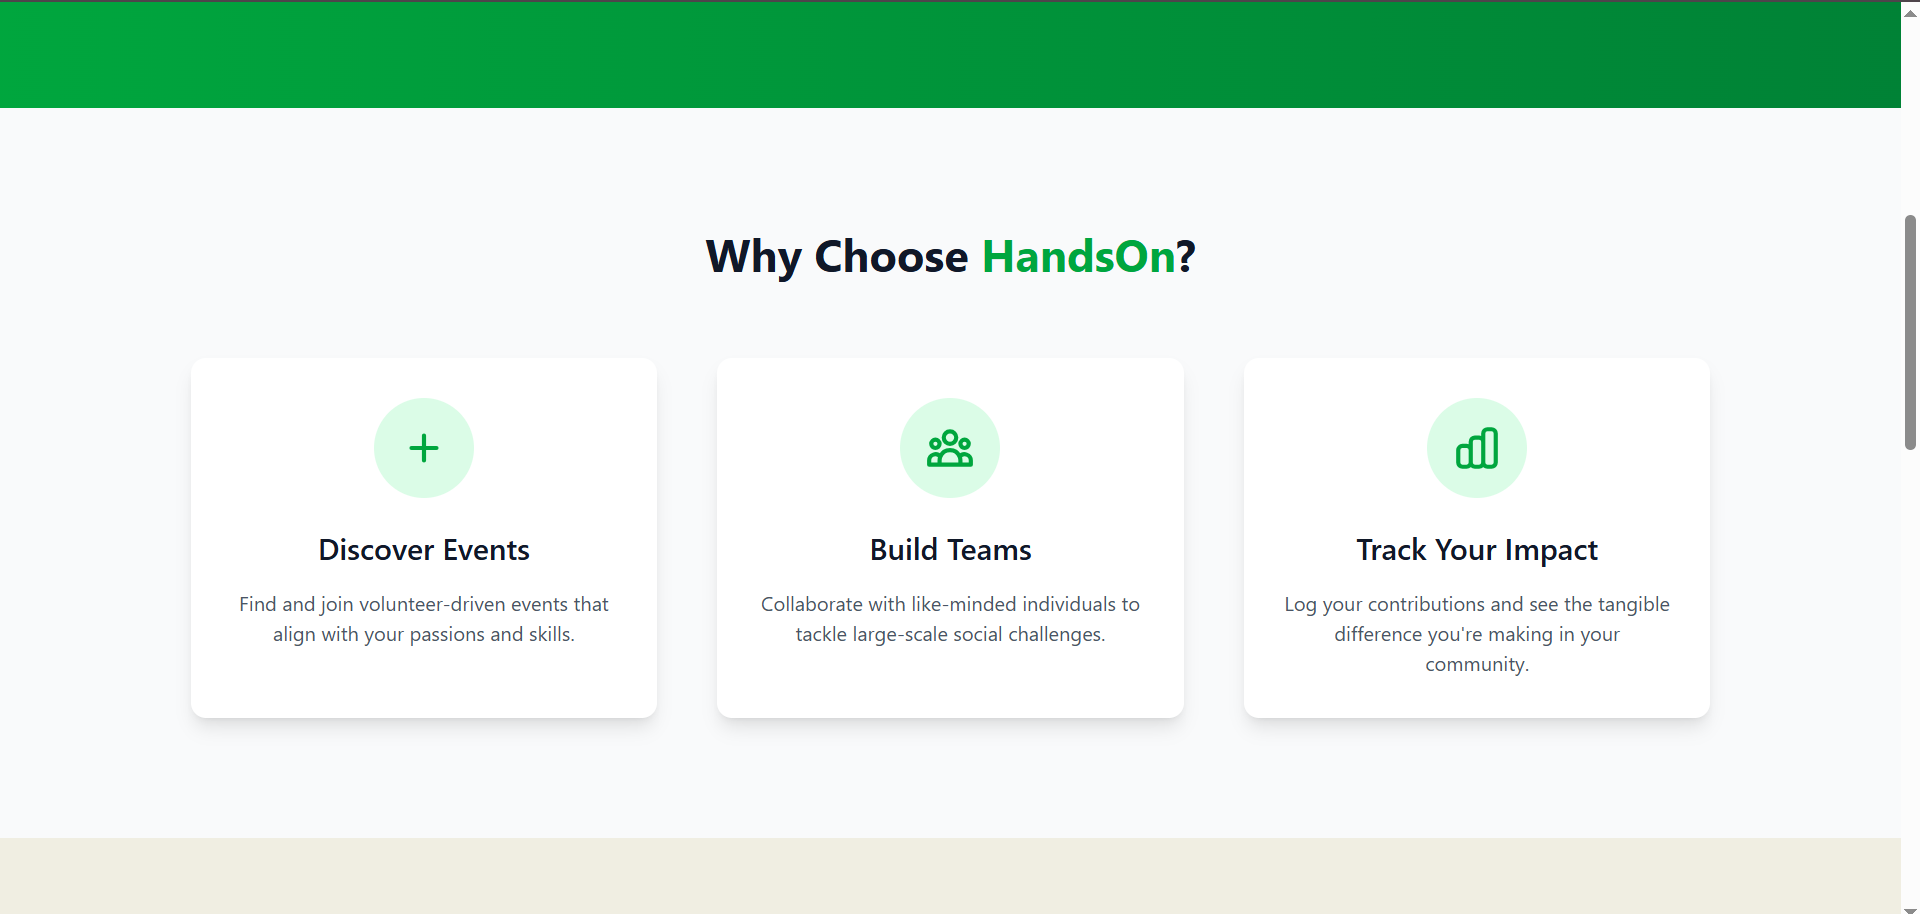 Why Choose HandsOn?
Discover Events
Find and join volunteer-driven events that
align with your passions and skills.
Build Teams
Collaborate with like-minded individuals to
tackle large-scale social challenges.
Track Your Impact
Log your contributions and see the tangible
difference you're making in your
community.